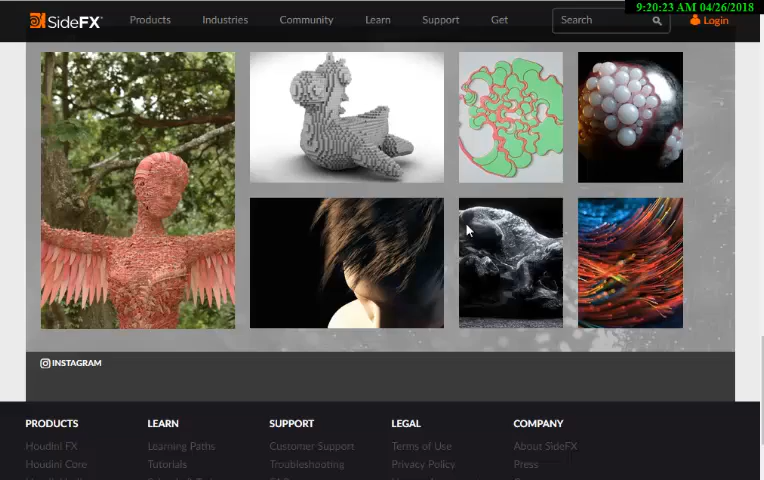 9:20:23 AM 04/26/2018
SideFX
Products Industries Community Learn Support Get
Search
Login
INSTAGRAM
PRODUCTS LEARN SUPPORT LEGAL COMPANY
Houdini FX Learning Paths Customer Support Terms of Use About SideFX
Houdini Core Tutorials Troubleshooting Privacy Policy Press